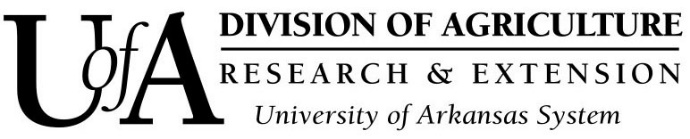 UofA
DIVISION OF AGRICULTURE
RESEARCH & EXTENSION
University of Arkansas System